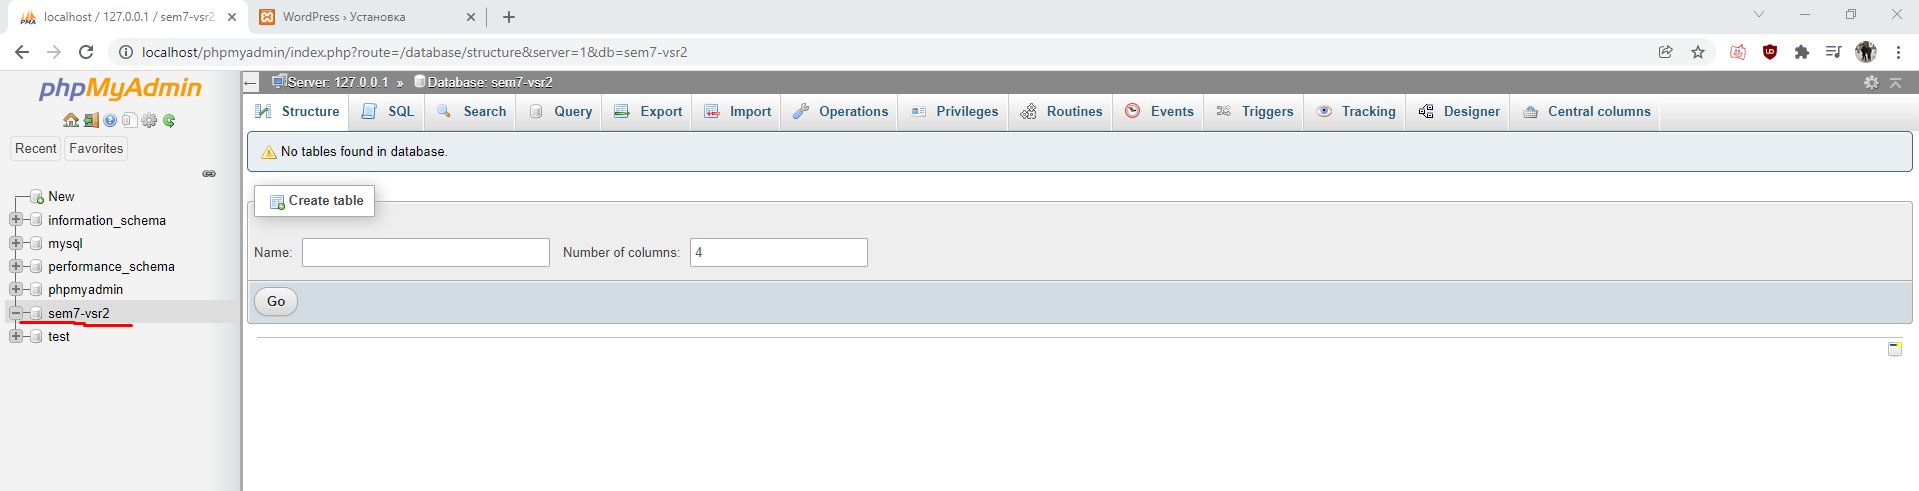 localhost / 127.0.0.1 / sem7-vsr2
WordPress › Установка
localhost/phpmyadmin/index.php?route=/database/structure&server=1&db=sem7-vsr2
phpMyAdmin
Recent Favorites
New
information_schema
mysql
performance_schema
phpmyadmin
sem7-vsr2
test
Server: 127.0.0.1 » Database: sem7-vsr2
Structure SQL Search Query Export Import Operations Privileges Routines Events Triggers Tracking Designer Central columns
No tables found in database.
Create table
Name: Number of columns: 4
Go